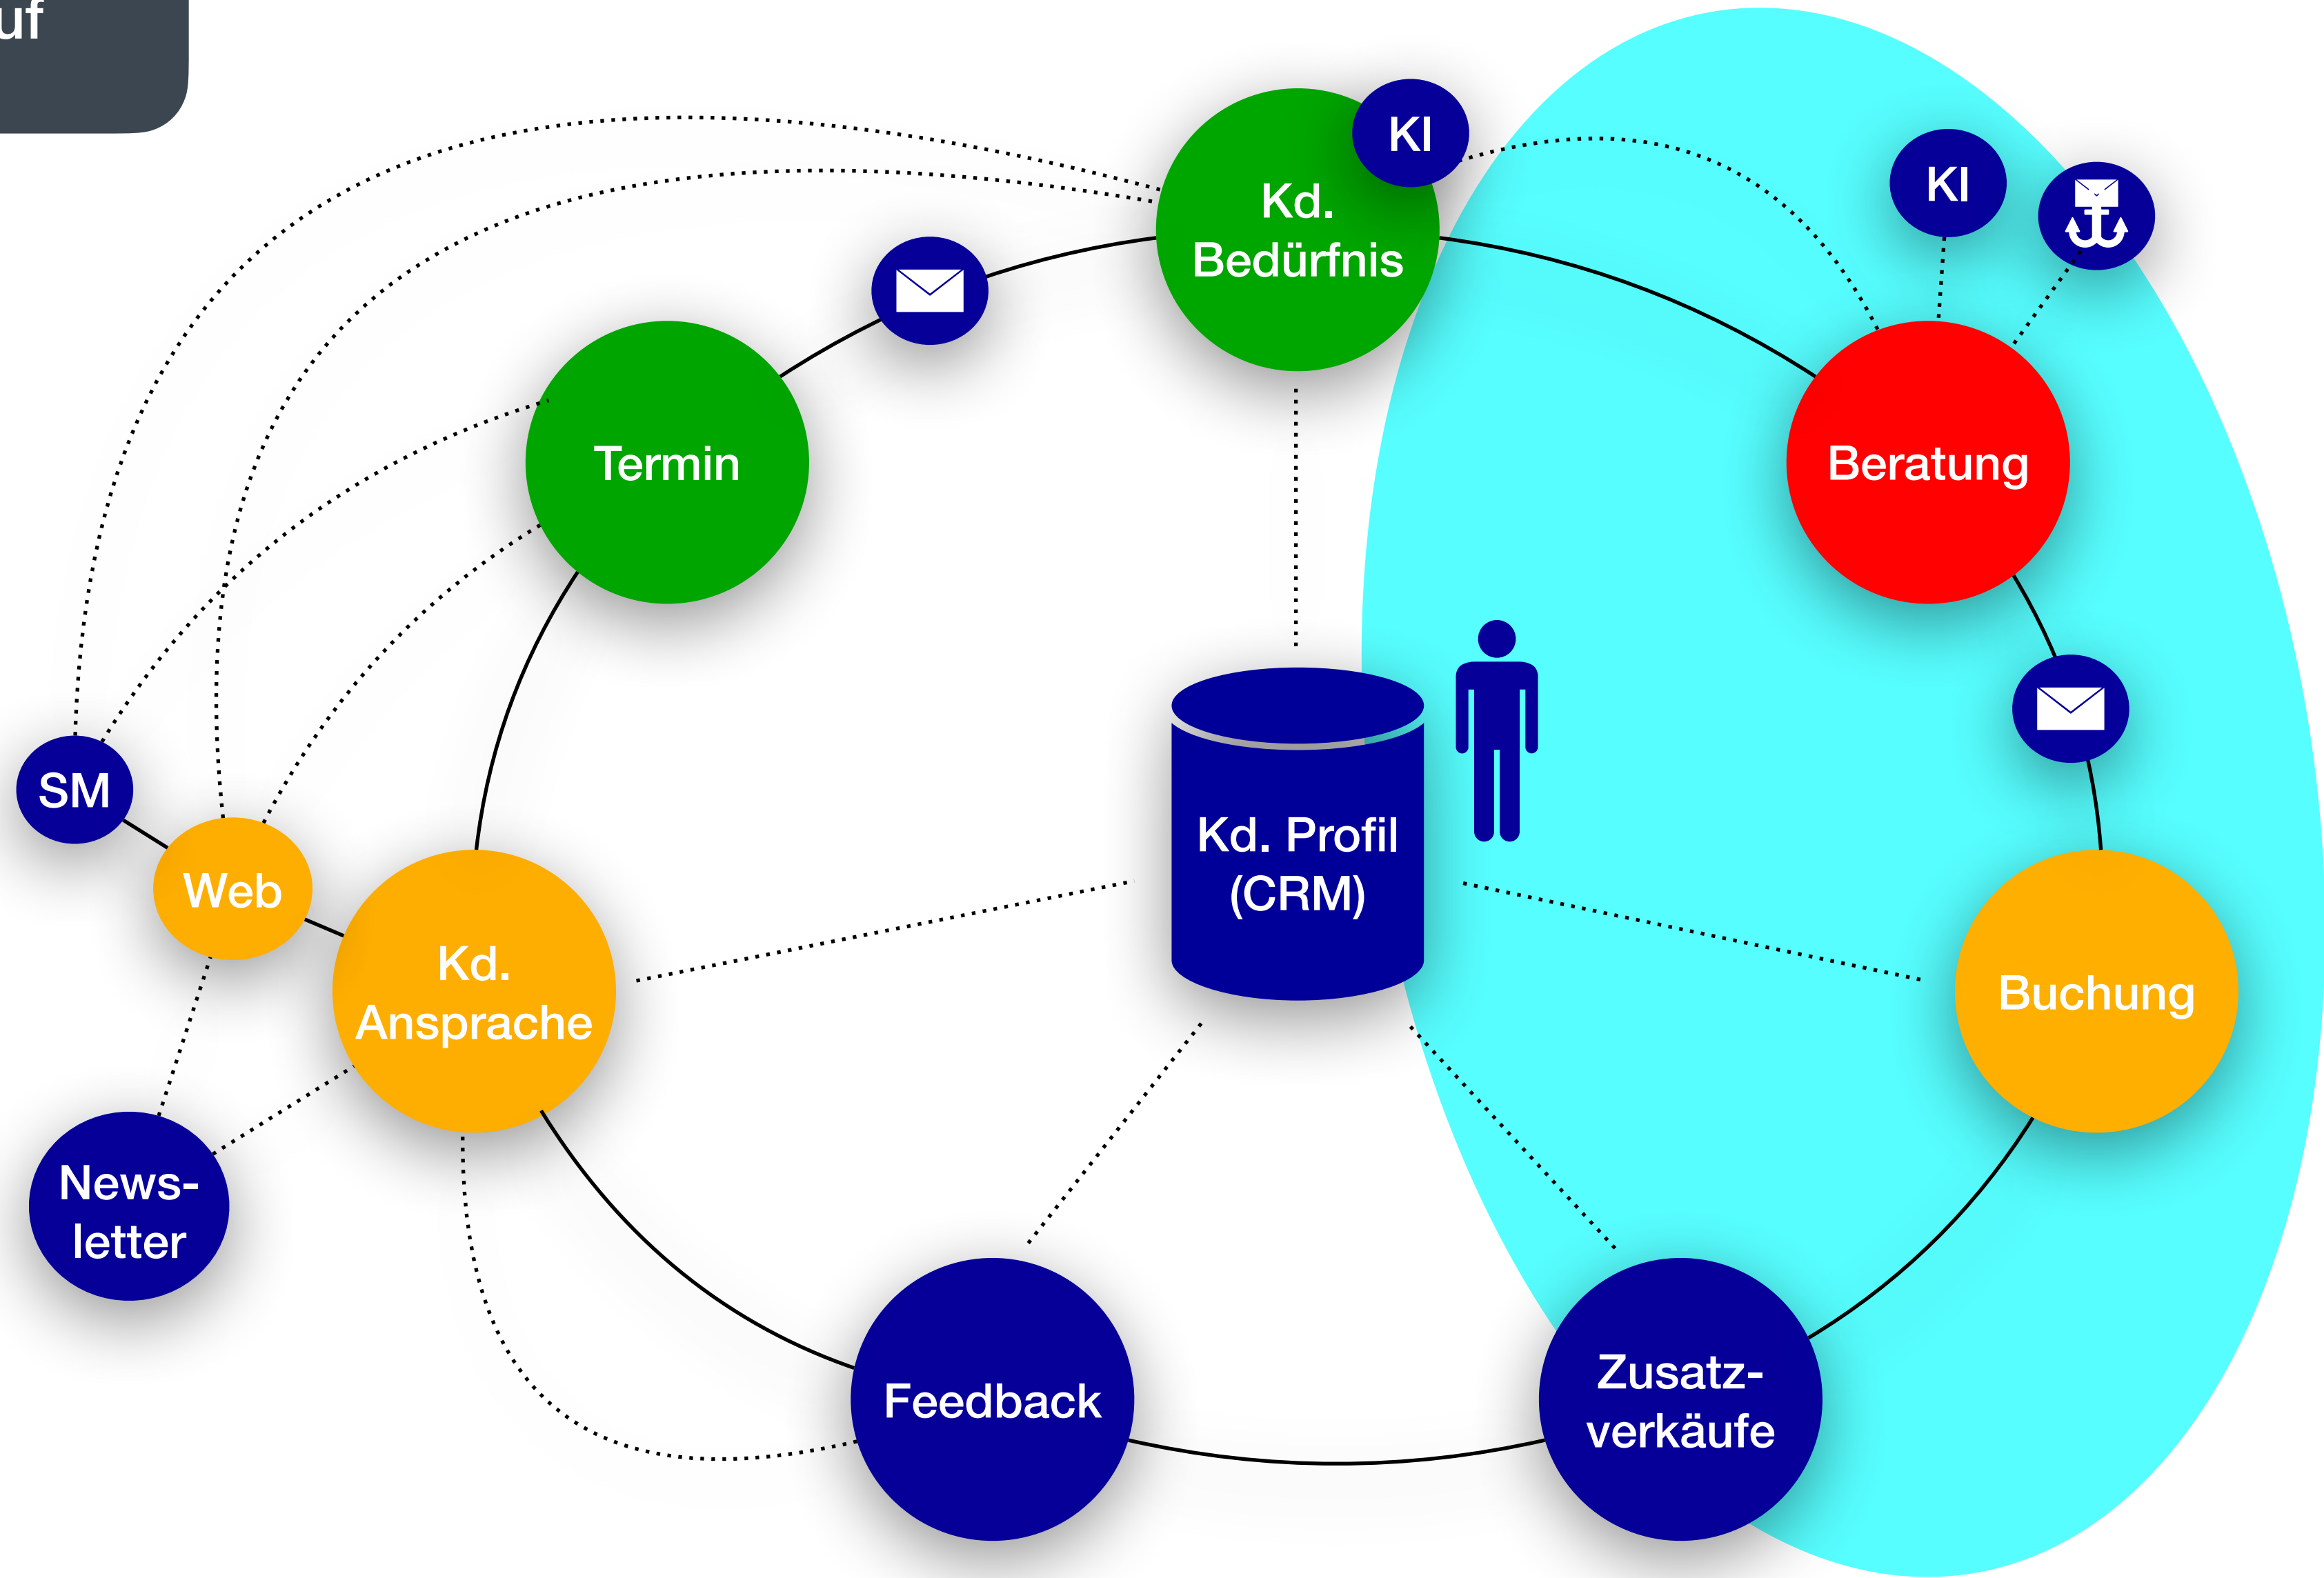 uf
KI
KI
Kd.
Bedürfnis
Termin
Beratung
SM
Web
Kd. Profil
(CRM)
Kd.
Ansprache
Buchung
News-
letter
Feedback
Zusatz-
verkäufe